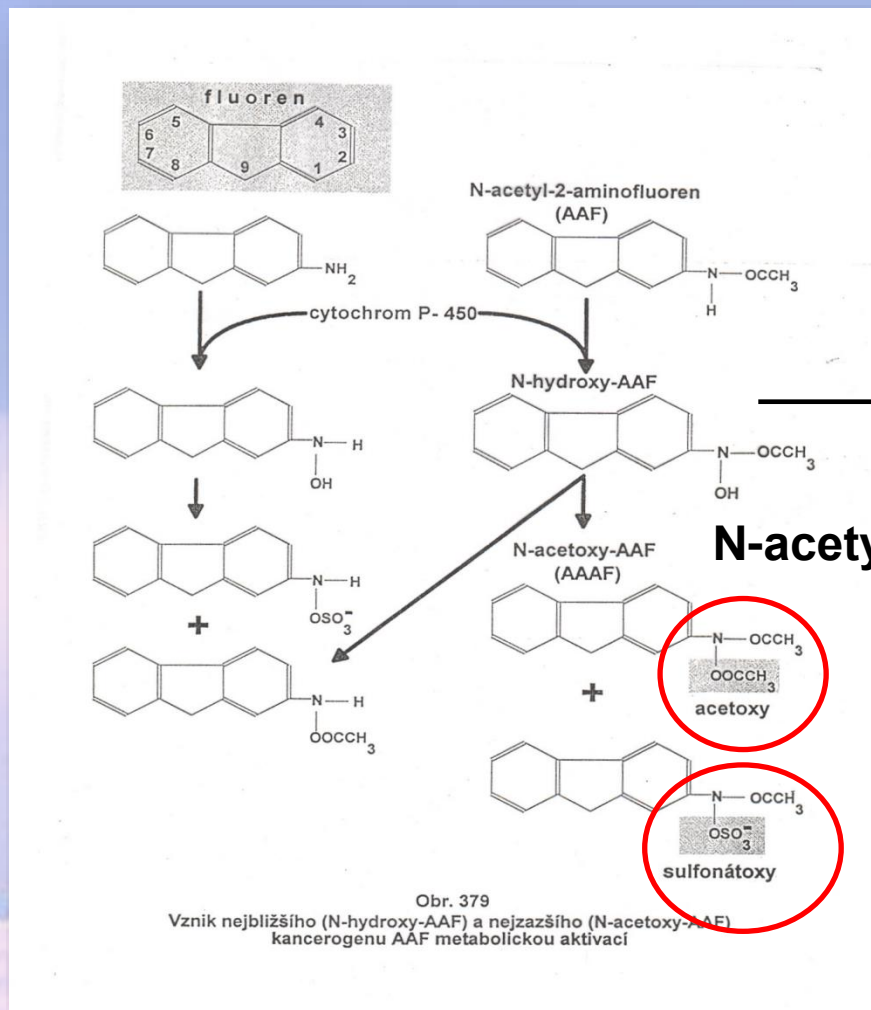 fluoren
5
4
6
3
7
2
8
9
1
N-acetyl-2-aminofluoren
(AAF)
NH2
N
OCCH3
H
cytochrom P- 450
N-hydroxy-AAF
N
H
OH
N
OCCH3
OH
N-acetoxy-AAF
(AAAF)
N-acety
N
H
OSO3-
+
N
OCCH3
OOCCH3
acetoxy
N
H
OOCCH3
+
N
OCCH3
OSO3-
sulfonátoxy
Obr. 379
Vznik nejbližšího (N-hydroxy-AAF) a nejzazšího (N-acetoxy-AAF)
kancerogenu AAF metabolickou aktivací